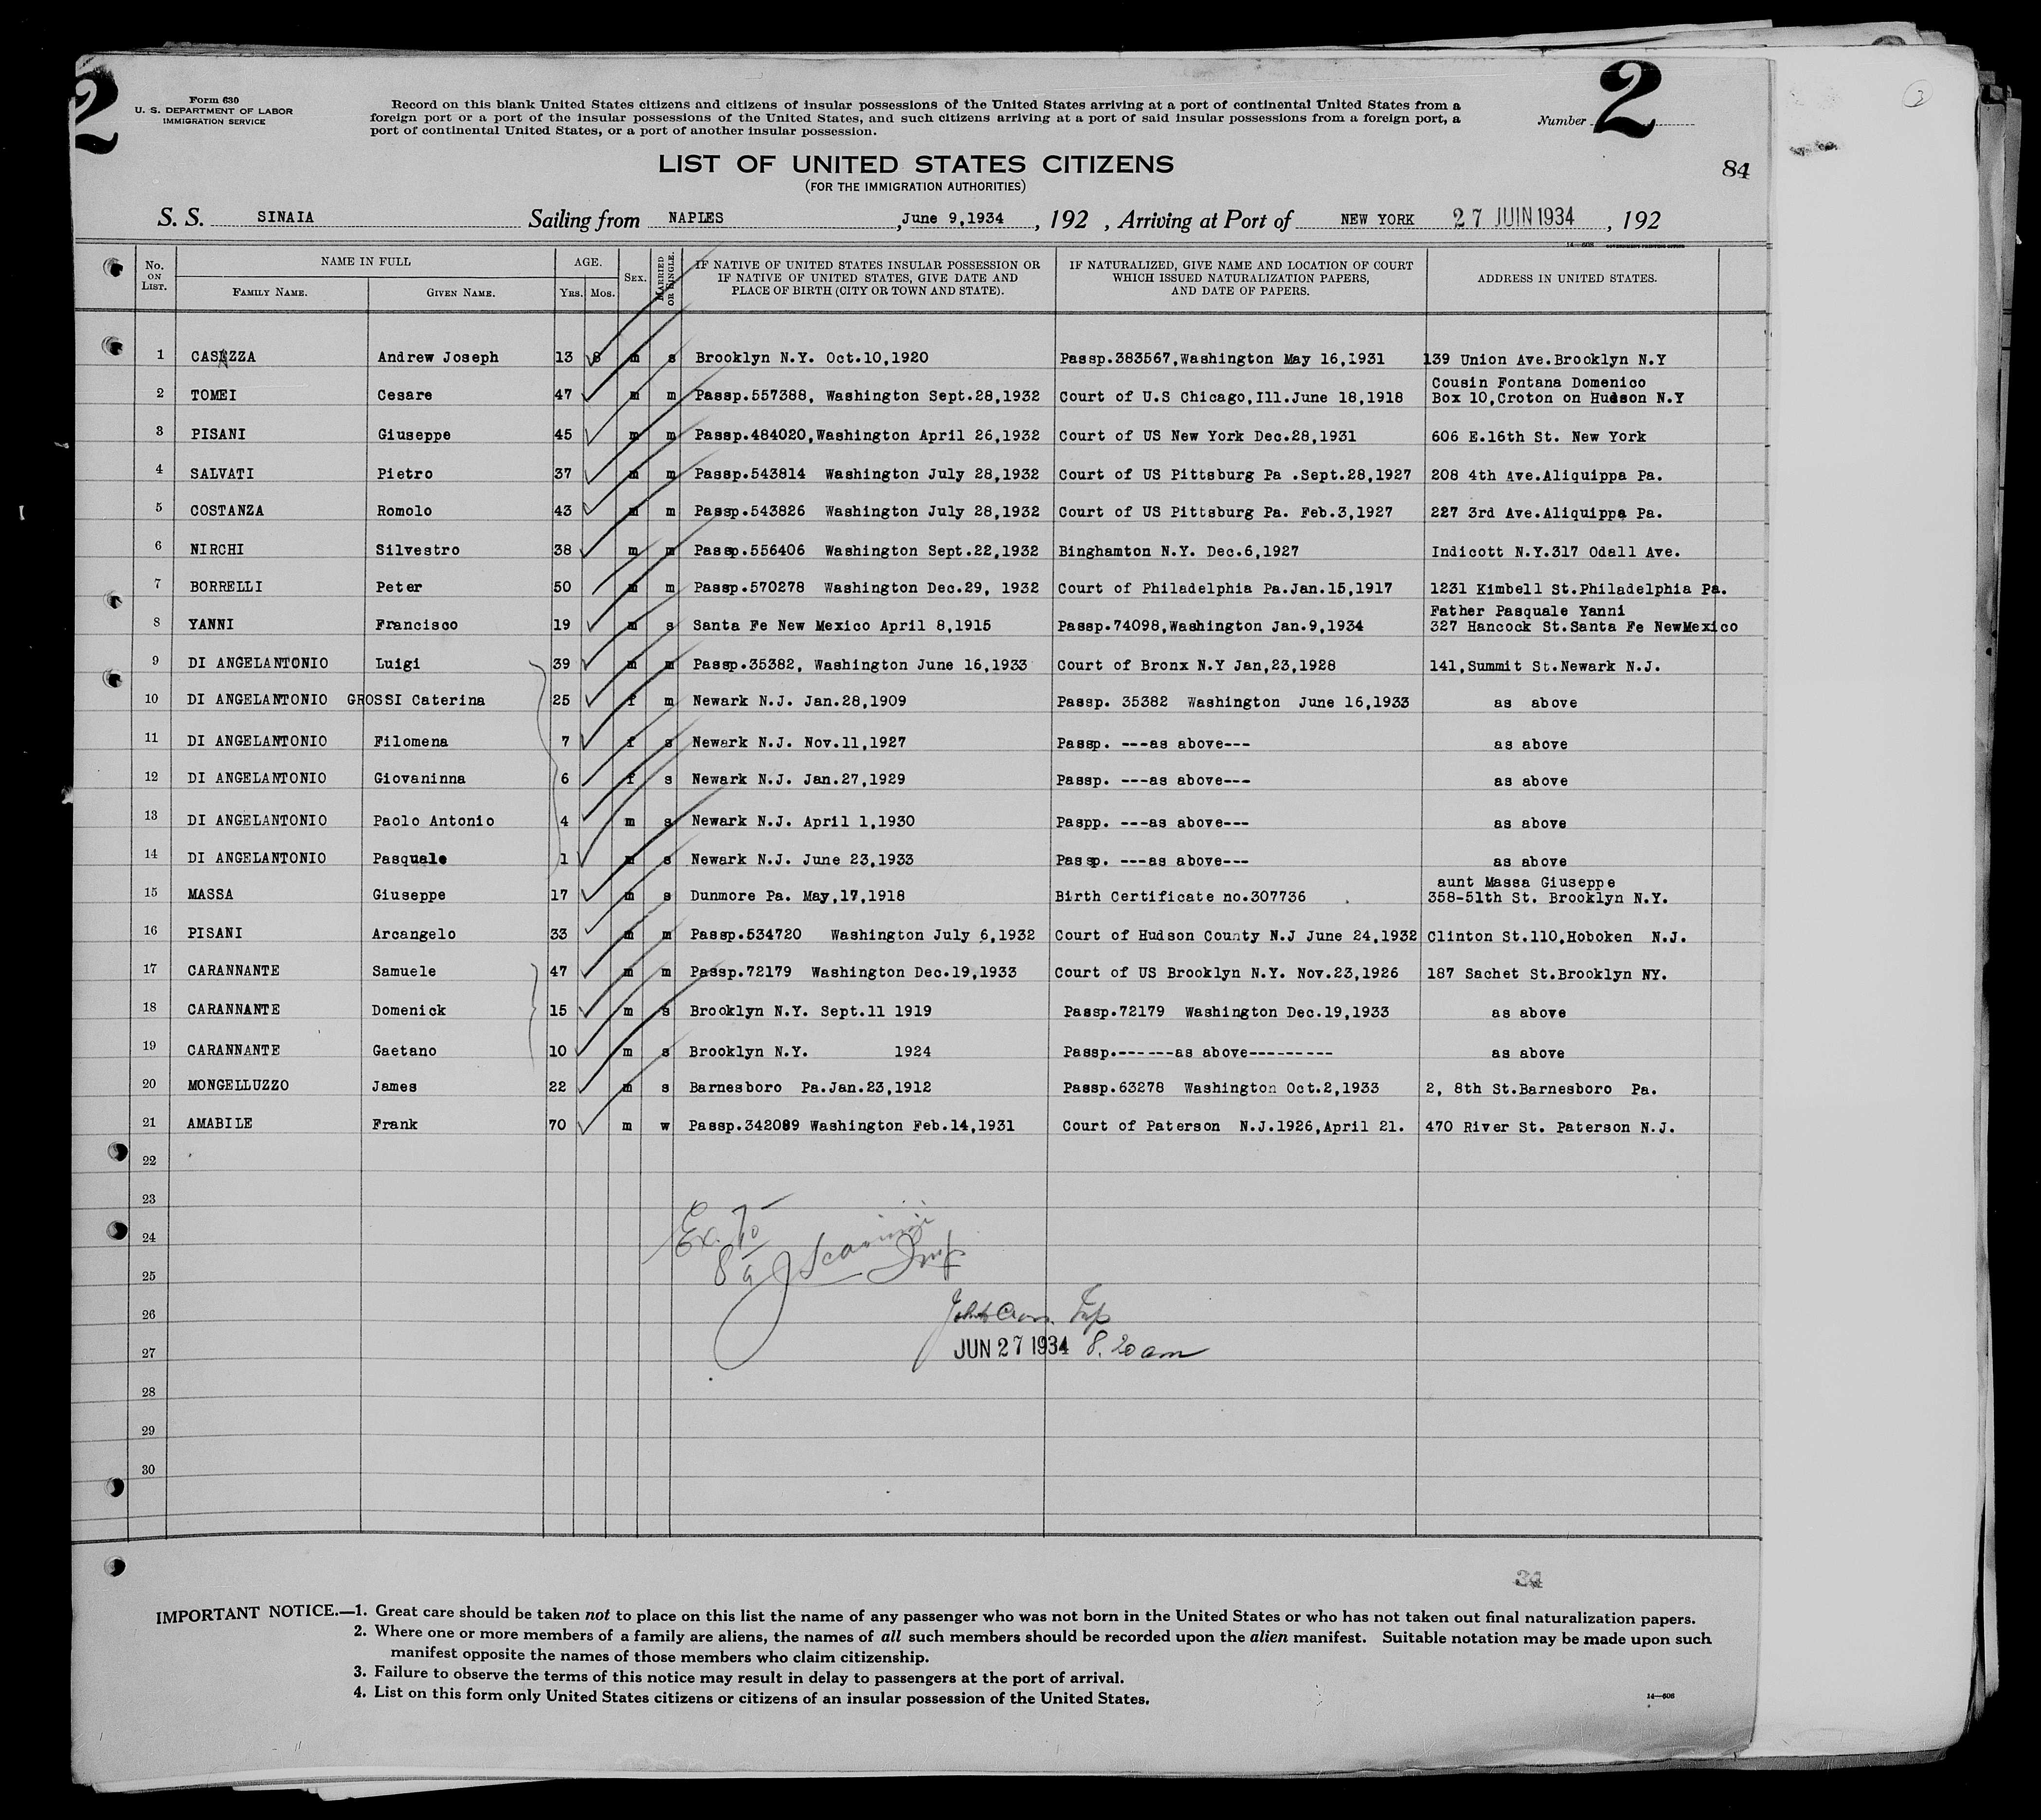 2
Form 630
U. S. DEPARTMENT OF LABOR
IMMIGRATION SERVICE
Record on this blank United States citizens and citizens of insular possessions of the United States arriving at a port of continental United States from a
foreign port or a port of the insular possessions of the United States, and such citizens arriving at a port of said insular possessions from a foreign port, a
port of continental United States, or a port of another insular possession.
Number 2
84
LIST OF UNITED STATES CITIZENS
(FOR THE IMMIGRATION AUTHORITIES)
S. S. SINAIA Sailing from NAPLES ,June 9,1934 , 192 , Arriving at Port of NEW YORK 27 JUIN 1934 , 192
14—608 GOVERNMENT PRINTING OFFICE
No. ON LIST. NAME IN FULL FAMILY NAME. GIVEN NAME. AGE. YRS. MOS. SEX. MARRIED OR SINGLE. IF NATIVE OF UNITED STATES INSULAR POSSESSION OR IF NATIVE OF UNITED STATES, GIVE DATE AND PLACE OF BIRTH (CITY OR TOWN AND STATE). IF NATURALIZED, GIVE NAME AND LOCATION OF COURT WHICH ISSUED NATURALIZATION PAPERS, AND DATE OF PAPERS. ADDRESS IN UNITED STATES.
1 CASAZZA Andrew Joseph 13 8 m s Brooklyn N.Y. Oct.10,1920 Passp.383567,Washington May 16,1931 139 Union Ave.Brooklyn N.Y
Cousin Fontana Domenico
2 TOMEI Cesare 47 m m Passp.557388, Washington Sept.28,1932 Court of U.S Chicago,Ill.June 18,1918 Box 10,Croton on Hudson N.Y
3 PISANI Giuseppe 45 m m Passp.484020,Washington April 26,1932 Court of US New York Dec.28,1931 606 E.16th St. New York
4 SALVATI Pietro 37 m m Passp.543814 Washington July 28,1932 Court of US Pittsburg Pa .Sept.28,1927 208 4th Ave.Aliquippa Pa.
5 COSTANZA Romolo 43 m m Passp.543826 Washington July 28,1932 Court of US Pittsburg Pa. Feb.3,1927 227 3rd Ave.Aliquippa Pa.
6 NIRCHI Silvestro 38 m m Passp.556406 Washington Sept.22,1932 Binghamton N.Y. Dec.6,1927 Indicott N.Y.317 Odall Ave.
7 BORRELLI Peter 50 m m Passp.570278 Washington Dec.29, 1932 Court of Philadelphia Pa.Jan.15,1917 1231 Kimbell St.Philadelphia Pa.
Father Pasquale Yanni
8 YANNI Francisco 19 m s Santa Fe New Mexico April 8,1915 Passp.74098,Washington Jan.9,1934 327 Hancock St.Santa Fe NewMexico
9 DI ANGELANTONIO Luigi 39 m m Passp.35382, Washington June 16,1933 Court of Bronx N.Y Jan,23,1928 141,Summit St.Newark N.J.
10 DI ANGELANTONIO GROSSI Caterina 25 f m Newark N.J. Jan.28,1909 Passp. 35382 Washington June 16,1933 as above
11 DI ANGELANTONIO Filomena 7 f s Newark N.J. Nov.11,1927 Passp. ---as above--- as above
12 DI ANGELANTONIO Giovaninna 6 f s Newark N.J. Jan.27,1929 Passp. ---as above--- as above
13 DI ANGELANTONIO Paolo Antonio 4 m s Newark N.J. April 1,1930 Paspp. ---as above--- as above
14 DI ANGELANTONIO Pasquale 1 m s Newark N.J. June 23,1933 Passp. ---as above--- as above
aunt Massa Giuseppe
15 MASSA Giuseppe 17 m s Dunmore Pa. May,17,1918 Birth Certificate no.307736 358-51th St. Brooklyn N.Y.
16 PISANI Arcangelo 33 m m Passp.534720 Washington July 6,1932 Court of Hudson County N.J June 24,1932 Clinton St.110,Hoboken N.J.
17 CARANNANTE Samuele 47 m m Passp.72179 Washington Dec.19,1933 Court of US Brooklyn N.Y. Nov.23,1926 187 Sachet St.Brooklyn NY.
18 CARANNANTE Domenick 15 m s Brooklyn N.Y. Sept.11 1919 Passp.72179 Washington Dec.19,1933 as above
19 CARANNANTE Gaetano 10 m s Brooklyn N.Y. 1924 Passp.------as above--------- as above
20 MONGELLUZZO James 22 m s Barnesboro Pa.Jan.23,1912 Passp.63278 Washington Oct.2,1933 2, 8th St.Barnesboro Pa.
21 AMABILE Frank 70 m w Passp.342089 Washington Feb.14,1931 Court of Paterson N.J.1926,April 21. 470 River St. Paterson N.J.
22
23
24
25
26
27
28
29
30
Ex. To
Insp
JUN 27 1934 8.20 am
34
IMPORTANT NOTICE.—1. Great care should be taken not to place on this list the name of any passenger who was not born in the United States or who has not taken out final naturalization papers.
2. Where one or more members of a family are aliens, the names of all such members should be recorded upon the alien manifest. Suitable notation may be made upon such
manifest opposite the names of those members who claim citizenship.
3. Failure to observe the terms of this notice may result in delay to passengers at the port of arrival.
4. List on this form only United States citizens or citizens of an insular possession of the United States.
14—606